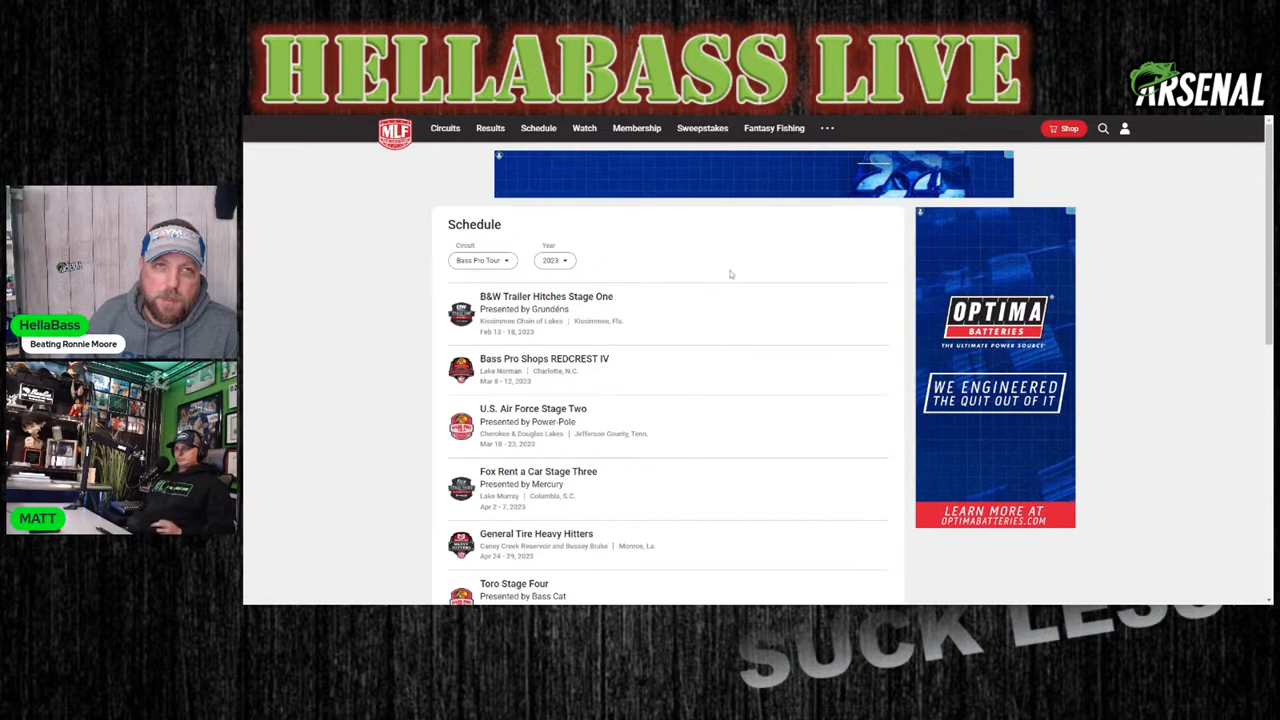 HELLABASS LIVE
ARSENAL
MLF
Circuits
Results
Schedule
Watch
Membership
Sweepstakes
Fantasy Fishing
Shop
Schedule
Circuit
Year
Bass Pro Tour
2023
B&W Trailer Hitches Stage One
Presented by Grundéns
Kissimmee Chain of Lakes | Kissimmee, Fla.
Feb 13 - 18, 2023
Bass Pro Shops REDCREST IV
Lake Norman | Charlotte, N.C.
Mar 8 - 12, 2023
U.S. Air Force Stage Two
Presented by Power-Pole
Cherokee & Douglas Lakes | Jefferson County, Tenn.
Mar 18 - 23, 2023
Fox Rent a Car Stage Three
Presented by Mercury
Lake Murray | Columbia, S.C.
Apr 2 - 7, 2023
General Tire Heavy Hitters
Caney Creek Reservoir and Bussey Brake | Monroe, La.
Apr 24 - 29, 2023
Toro Stage Four
Presented by Bass Cat
OPTIMA
BATTERIES
THE ULTIMATE POWER SOURCE
WE ENGINEERED
THE QUIT OUT OF IT
LEARN MORE AT
OPTIMABATTERIES.COM
HellaBass
Beating Ronnie Moore
MATT
SUCK LESS